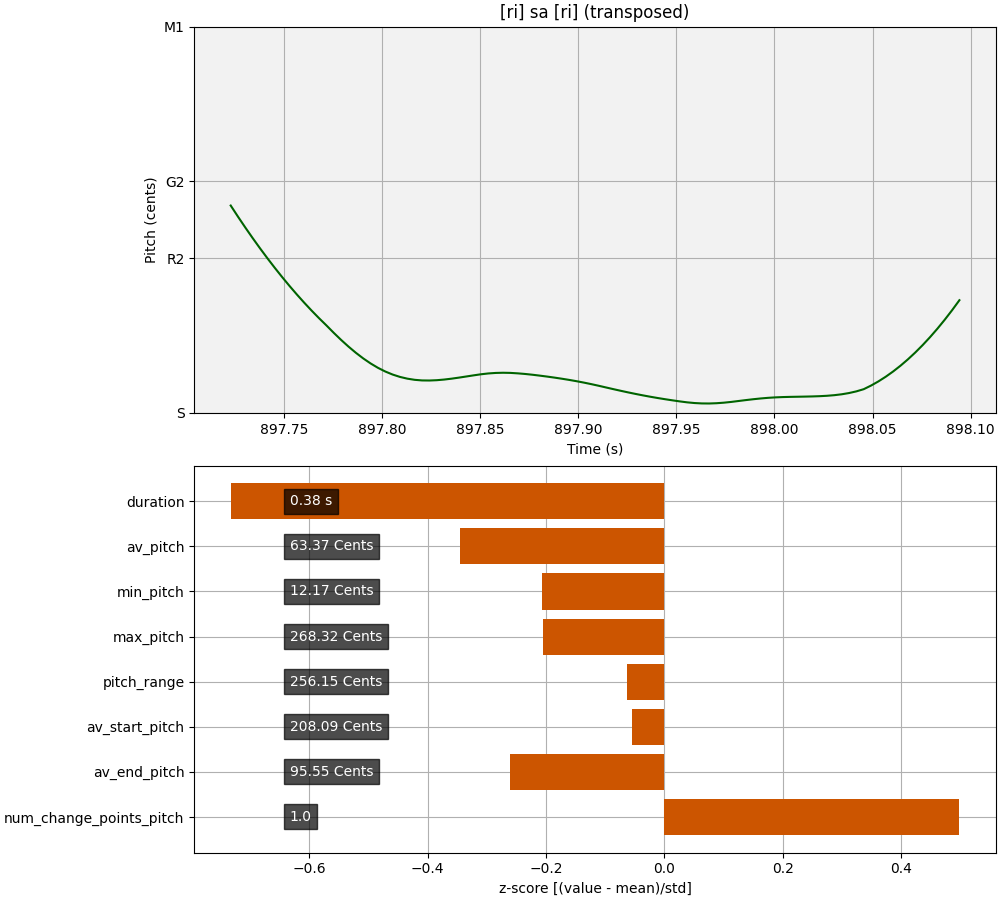 [ri] sa [ri] (transposed)
M1
G2
R2
S
Pitch (cents)
897.75 897.80 897.85 897.90 897.95 898.00 898.05 898.10
Time (s)
duration 0.38 s
av_pitch 63.37 Cents
min_pitch 12.17 Cents
max_pitch 268.32 Cents
pitch_range 256.15 Cents
av_start_pitch 208.09 Cents
av_end_pitch 95.55 Cents
num_change_points_pitch 1.0
−0.6 −0.4 −0.2 0.0 0.2 0.4
z-score [(value - mean)/std]